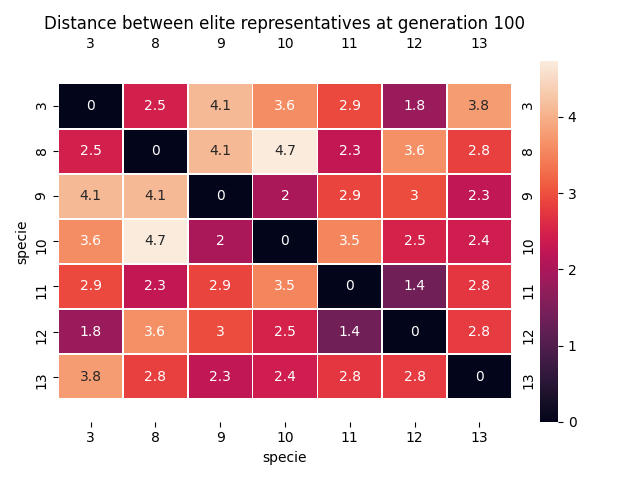 Distance between elite representatives at generation 100
3 8 9 10 11 12 13
3 0 2.5 4.1 3.6 2.9 1.8 3.8 3
8 2.5 0 4.1 4.7 2.3 3.6 2.8 8
9 4.1 4.1 0 2 2.9 3 2.3 9
10 3.6 4.7 2 0 3.5 2.5 2.4 10
11 2.9 2.3 2.9 3.5 0 1.4 2.8 11
12 1.8 3.6 3 2.5 1.4 0 2.8 12
13 3.8 2.8 2.3 2.4 2.8 2.8 0 13
3 8 9 10 11 12 13
specie
specie
4
3
2
1
0